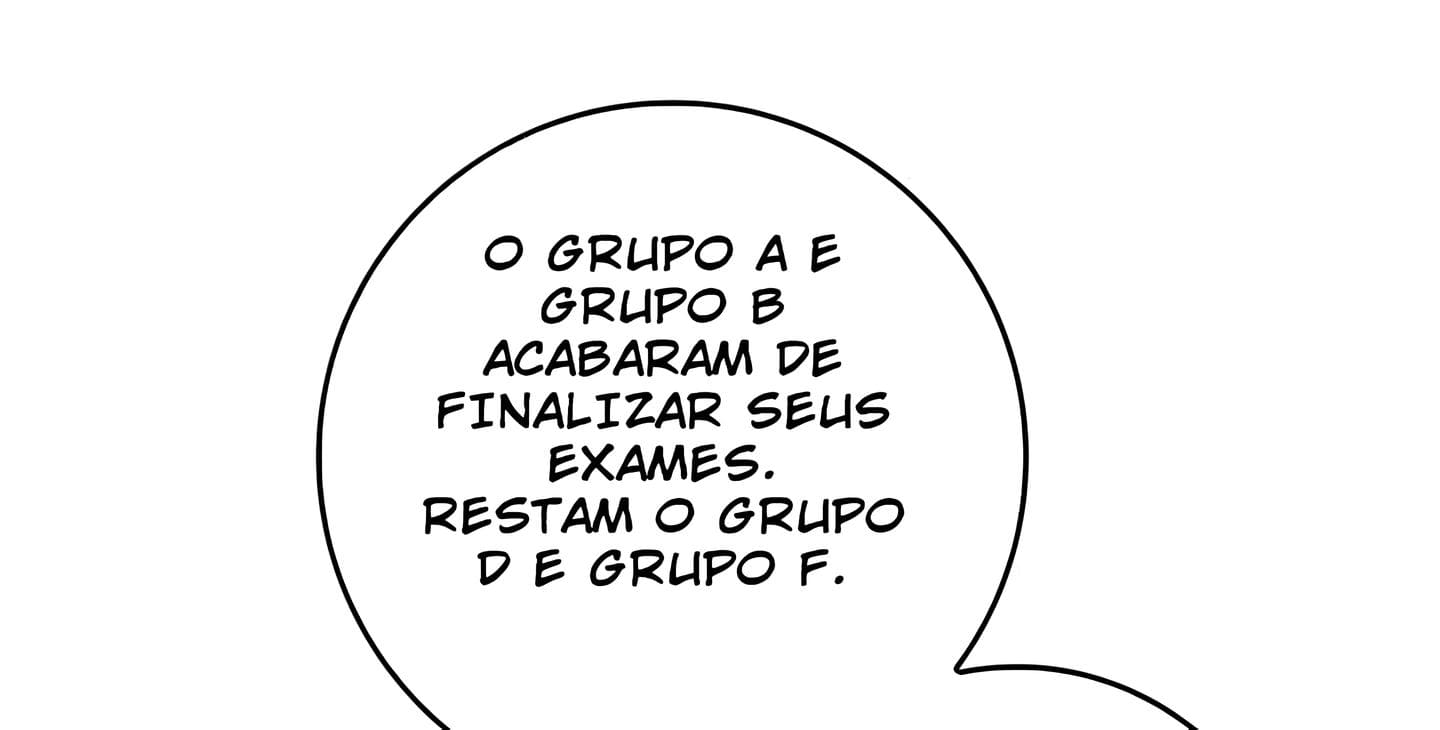 O GRUPO A E
GRUPO B
ACABARAM DE
FINALIZAR SEUS
EXAMES.
RESTAM O GRUPO
D E GRUPO F.